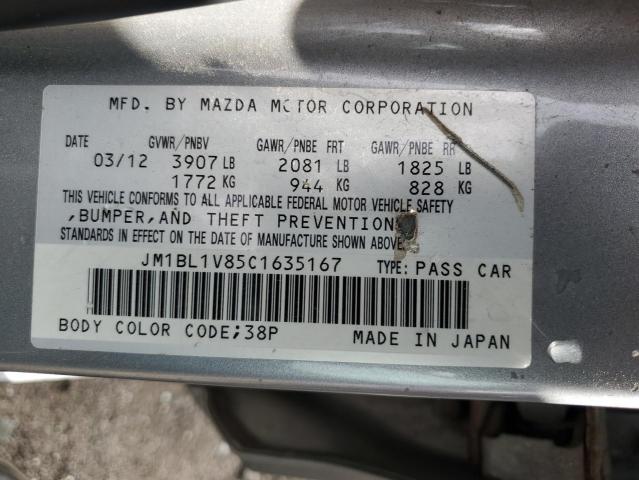 MFD. BY MAZDA MOTOR CORPORATION
DATE GVWR/PNBV GAWR/PNBE FRT GAWR/PNBE RR
03/12 3907 LB 2081 LB 1825 LB
1772 KG 944 KG 828 KG
THIS VEHICLE CONFORMS TO ALL APPLICABLE FEDERAL MOTOR VEHICLE SAFETY
,BUMPER,AND THEFT PREVENTION
STANDARDS IN EFFECT ON THE DATE OF MANUFACTURE SHOWN ABOVE
JM1BL1V85C1635167 TYPE: PASS CAR
BODY COLOR CODE;38P MADE IN JAPAN